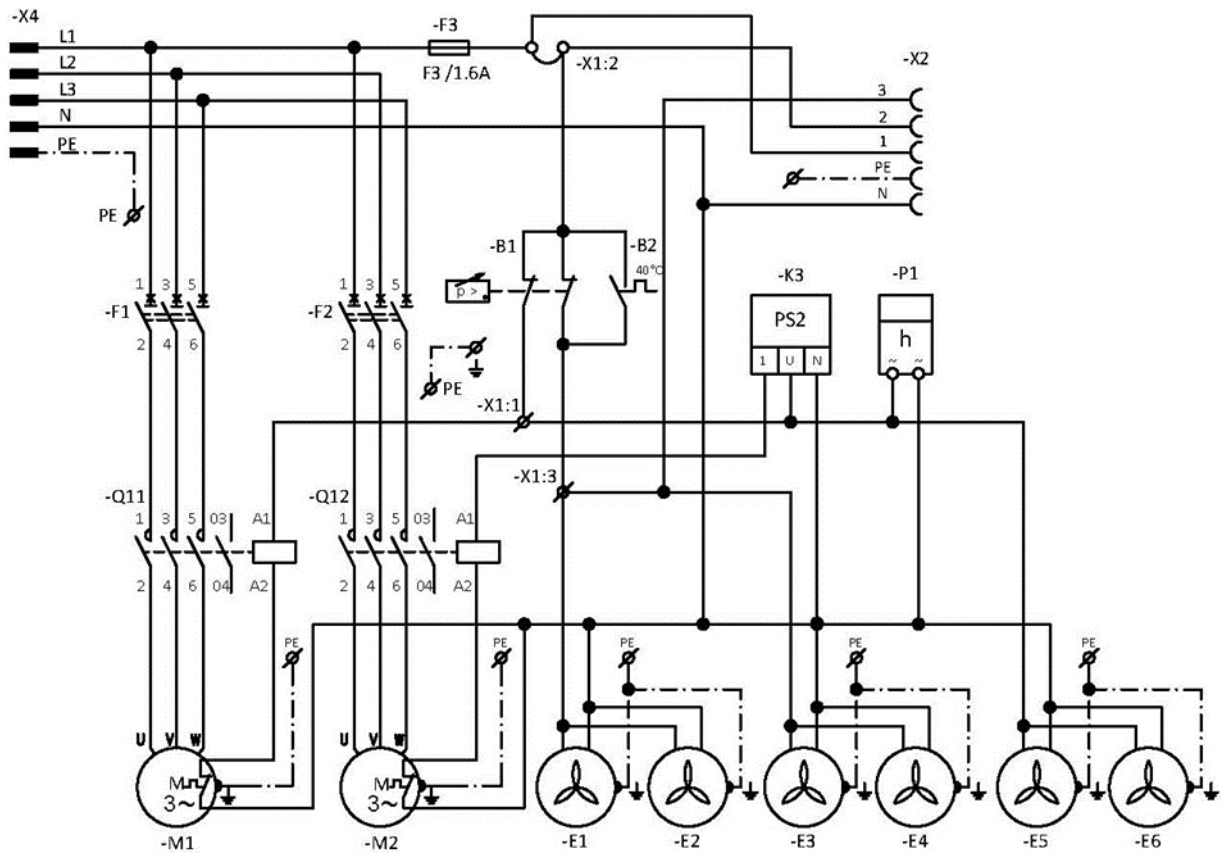 -X4
L1
L2
L3
N
PE
PE
-F3
F3 /1.6A
-X1:2
-X2
3
2
1
PE
N
-B1
-B2
40°C
p >
-K3
PS2
1 U N
-P1
h
~ ~
1 3 5
-F1
2 4 6
1 3 5
-F2
2 4 6
PE
-X1:1
-X1:3
-Q11
1 3 5 03 A1
2 4 6 04 A2
-Q12
1 3 5 03 A1
2 4 6 04 A2
PE
PE
PE
PE
PE
U V W
M
3~
U V W
M
3~
-M1
-M2
-E1
-E2
-E3
-E4
-E5
-E6